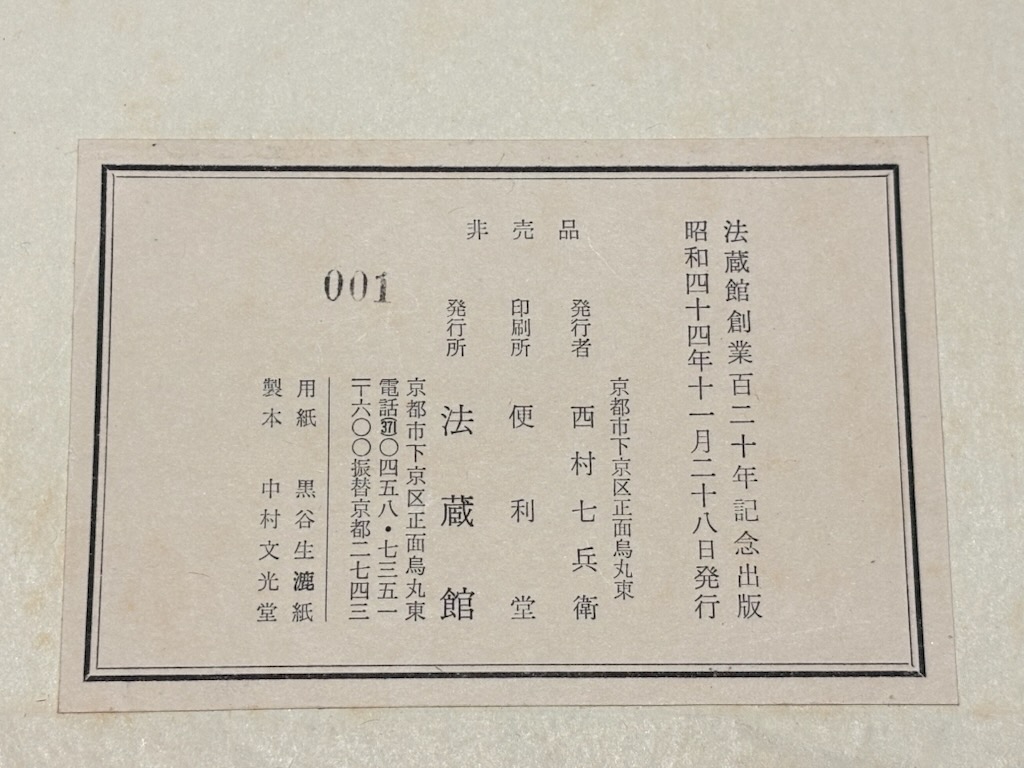 法蔵館創業百二十年記念出版
昭和四十四年十一月二十八日発行
京都市下京区正面烏丸東
発行者 西村七兵衛
印刷所 便利堂
非売品
発行所 法蔵館
京都市下京区正面烏丸東
電話㊲〇四五八・七三五一
〒六〇〇振替京都二七四三
001
用紙 黒谷生漉紙
製本 中村文光堂